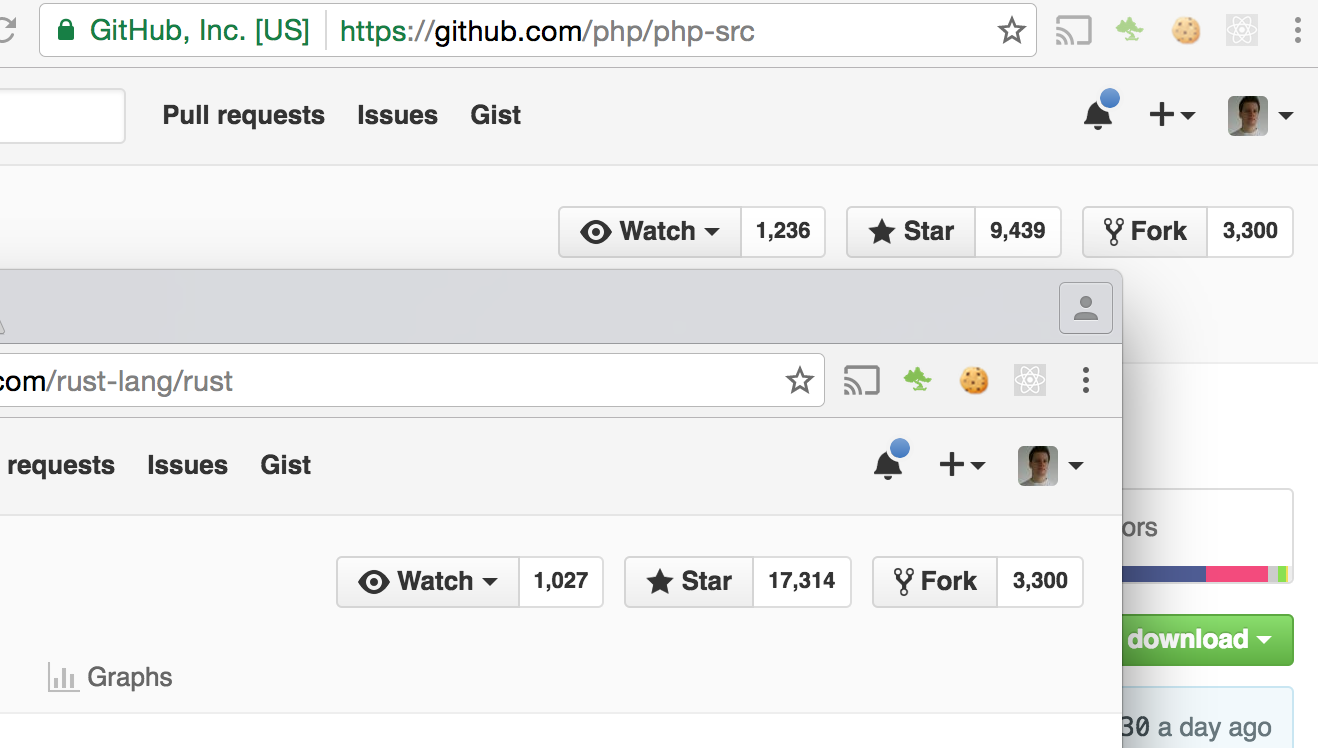 GitHub, Inc. [US] https://github.com/php/php-src
Pull requests Issues Gist
Watch 1,236 Star 9,439 Fork 3,300
com/rust-lang/rust
requests Issues Gist
ors
Watch 1,027 Star 17,314 Fork 3,300
download
Graphs
30 a day ago